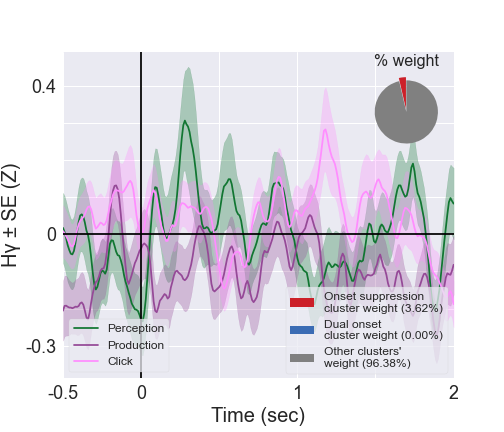 % weight
0.4
0
-0.3
Hγ ± SE (Z)
Perception
Production
Click
Onset suppression
cluster weight (3.62%)
Dual onset
cluster weight (0.00%)
Other clusters'
weight (96.38%)
-0.5
0
1
2
Time (sec)